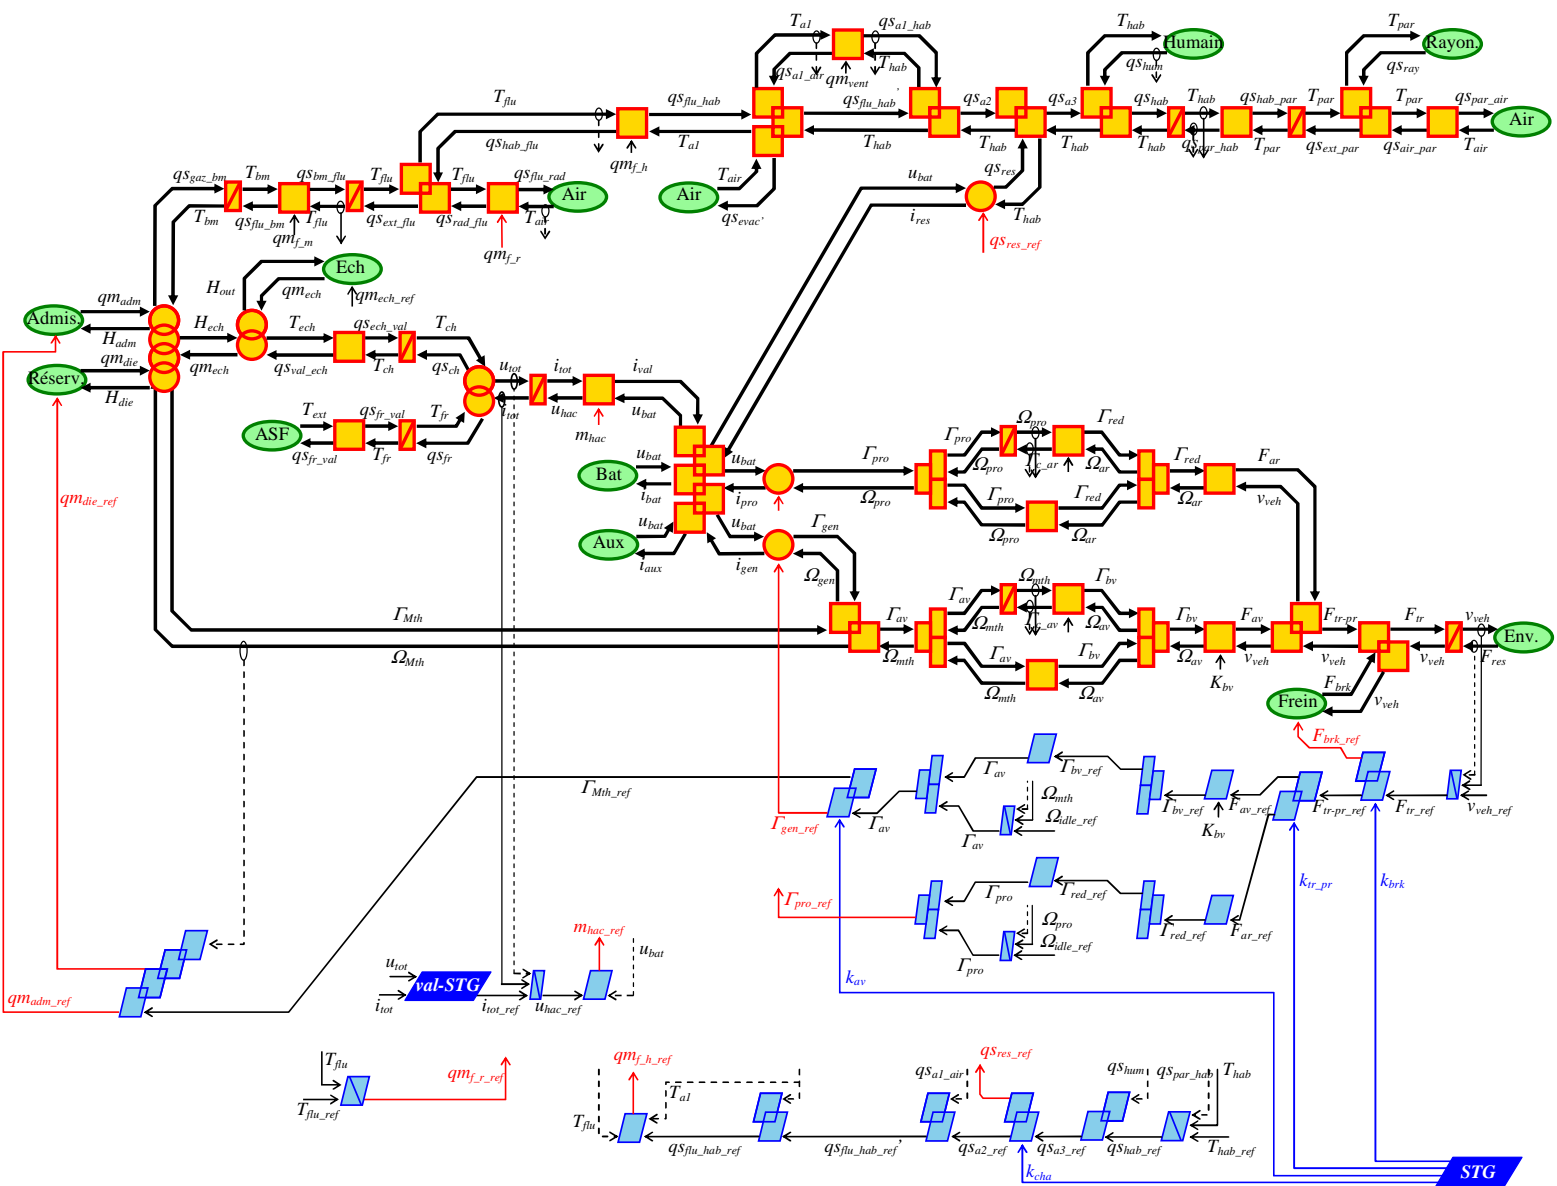 T_a1 qs_a1_hab T_hab T_par
Humain Rayon.
qs_a1_air qm_vent T_hab qs_hum qs_ray
T_flu qs_flu_hab qs_flu_hab' qs_a2 qs_a3 qs_hab T_hab qs_hab_par T_par T_par qs_par_air
Air
qs_hab_flu T_a1 T_hab T_hab T_hab T_hab qs_par_hab T_par qs_ext_par qs_air_par T_air
qm_f_h
qs_gaz_bm T_bm qs_bm_flu T_flu T_flu qs_flu_rad T_air u_bat qs_res
Air Air
T_bm qs_flu_bm T_flu qs_ext_flu qs_rad_flu T_air qs_evac' i_res T_hab
qm_f_m qm_f_r qs_res_ref
Ech
H_out qm_ech qm_ech_ref
qm_adm
Admis.
H_adm H_ech T_ech qs_ech_val T_ch
qm_die qm_ech qs_val_ech T_ch qs_ch u_tot i_tot i_val
Réserv.
H_die i_tot u_hac u_bat
T_ext qs_fr_val T_fr m_hac
ASF
qs_fr_val T_fr qs_fr
Ω_pro Γ_red
u_bat u_bat Γ_pro Γ_pro Γ_red F_ar
Bat
i_bat i_pro Ω_pro Ω_pro Γ_c_ar Ω_ar Ω_ar v_veh
qm_die_ref
Γ_pro Γ_red
u_bat u_bat Γ_gen
Aux
i_aux i_gen Ω_gen Ω_pro Ω_ar
Ω_mth Γ_bv
Γ_Mth Γ_av Γ_av Γ_bv F_av F_tr-pr F_tr v_veh
Env.
Ω_Mth Ω_mth Ω_mth Γ_c_av Ω_av Ω_av v_veh v_veh v_veh F_res
Γ_av Γ_bv
Ω_mth Ω_av K_bv F_brk
Frein
v_veh
F_brk_ref
Γ_Mth_ref Γ_av Γ_bv_ref
Ω_mth
Γ_gen_ref Γ_av Ω_idle_ref Γ_bv_ref F_av_ref F_tr-pr_ref F_tr_ref v_veh_ref
Γ_av K_bv
k_tr_pr k_brk
Γ_pro_ref Γ_pro Γ_red_ref
Ω_pro
m_hac_ref u_bat Ω_idle_ref Γ_red_ref F_ar_ref
u_tot Γ_pro
val-STG k_av
qm_adm_ref i_tot i_tot_ref u_hac_ref
T_flu qm_f_h_ref qs_res_ref
qm_f_r_ref T_a1 qs_a1_air qs_hum qs_par_hab T_hab
T_flu_ref T_flu
qs_flu_hab_ref qs_flu_hab_ref' qs_a2_ref qs_a3_ref qs_hab_ref T_hab_ref
k_cha STG